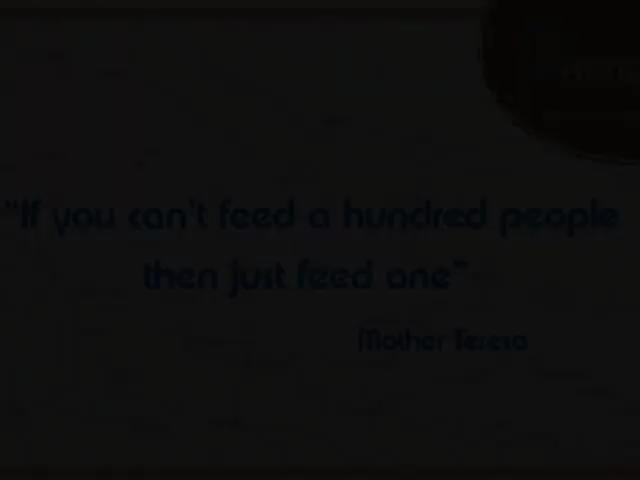 "If you can't feed a hundred people
then just feed one"
Mother Teresa